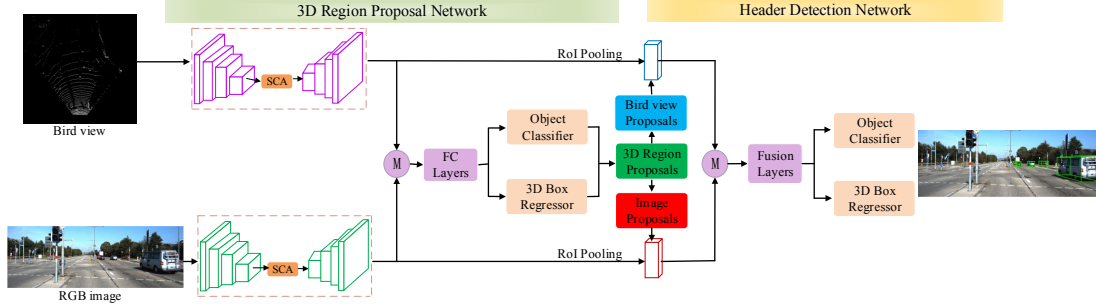 3D Region Proposal Network
Header Detection Network
RoI Pooling
SCA
Bird view
Bird view
Proposals
Object
Classifier
Object
Classifier
M
FC
Layers
3D Region
Proposals
M
Fusion
Layers
3D Box
Regressor
Image
Proposals
3D Box
Regressor
RoI Pooling
SCA
RGB image